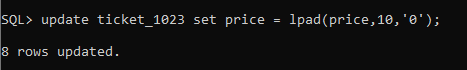 SQL> update ticket_1023 set price = lpad(price,10,'0');
8 rows updated.